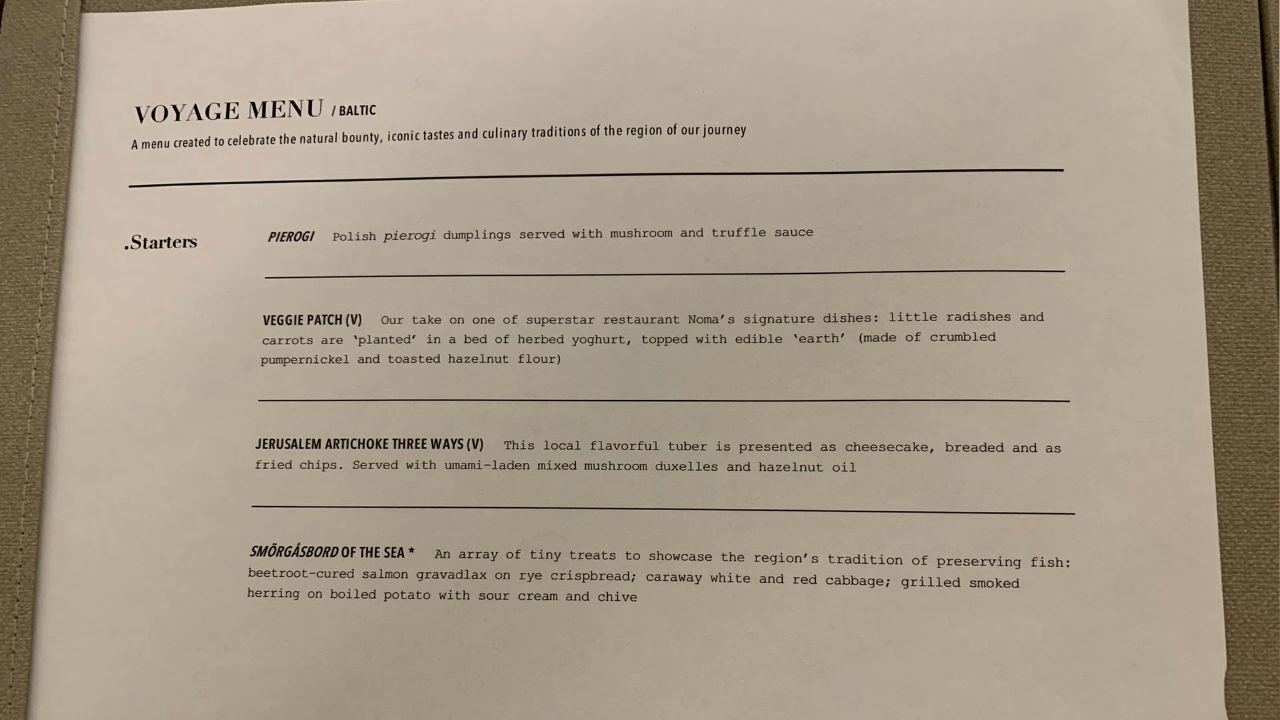 VOYAGE MENU / BALTIC
A menu created to celebrate the natural bounty, iconic tastes and culinary traditions of the region of our journey
.Starters
PIEROGI Polish pierogi dumplings served with mushroom and truffle sauce
VEGGIE PATCH (V) Our take on one of superstar restaurant Noma’s signature dishes: little radishes and
carrots are ‘planted’ in a bed of herbed yoghurt, topped with edible ‘earth’ (made of crumbled
pumpernickel and toasted hazelnut flour)
JERUSALEM ARTICHOKE THREE WAYS (V) This local flavorful tuber is presented as cheesecake, breaded and as
fried chips. Served with umami-laden mixed mushroom duxelles and hazelnut oil
SMÖRGÅSBORD OF THE SEA * An array of tiny treats to showcase the region’s tradition of preserving fish:
beetroot-cured salmon gravadlax on rye crispbread; caraway white and red cabbage; grilled smoked
herring on boiled potato with sour cream and chive